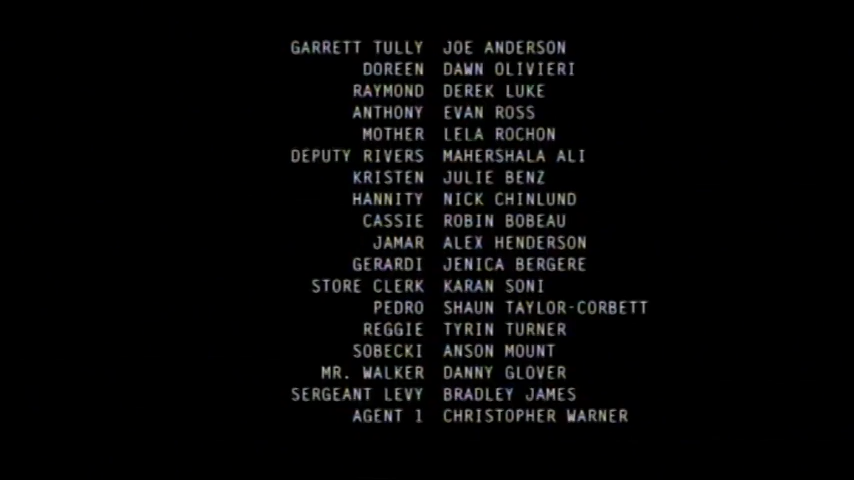 GARRETT TULLY JOE ANDERSON
DOREEN DAWN OLIVIERI
RAYMOND DEREK LUKE
ANTHONY EVAN ROSS
MOTHER LELA ROCHON
DEPUTY RIVERS MAHERSHALA ALI
KRISTEN JULIE BENZ
HANNITY NICK CHINLUND
CASSIE ROBIN BOBEAU
JAMAR ALEX HENDERSON
GERARDI JENICA BERGERE
STORE CLERK KARAN SONI
PEDRO SHAUN TAYLOR-CORBETT
REGGIE TYRIN TURNER
SOBECKI ANSON MOUNT
MR. WALKER DANNY GLOVER
SERGEANT LEVY BRADLEY JAMES
AGENT 1 CHRISTOPHER WARNER